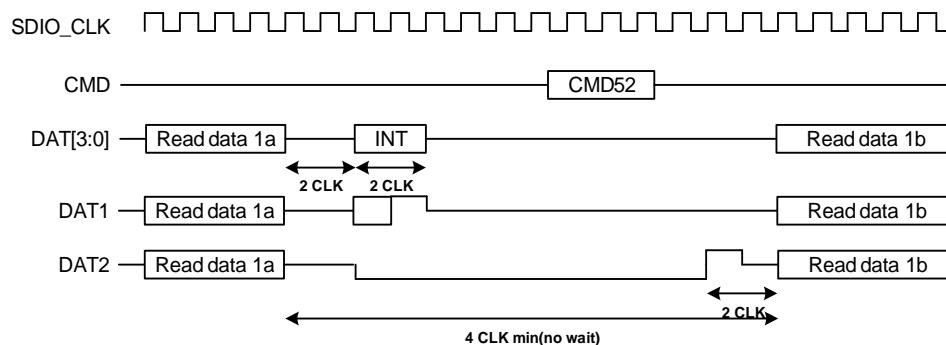 SDIO_CLK
CMD
CMD52
DAT[3:0]
Read data 1a
INT
Read data 1b
2 CLK
2 CLK
DAT1
Read data 1a
Read data 1b
DAT2
Read data 1a
Read data 1b
2 CLK
4 CLK min(no wait)